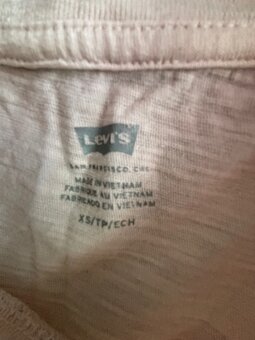 Levi's
SAN FRANCISCO, CAL
MADE IN VIETNAM
FABRIQUÉ AU VIETNAM
FABRICADO EN VIETNAM
XS/TP/ECH